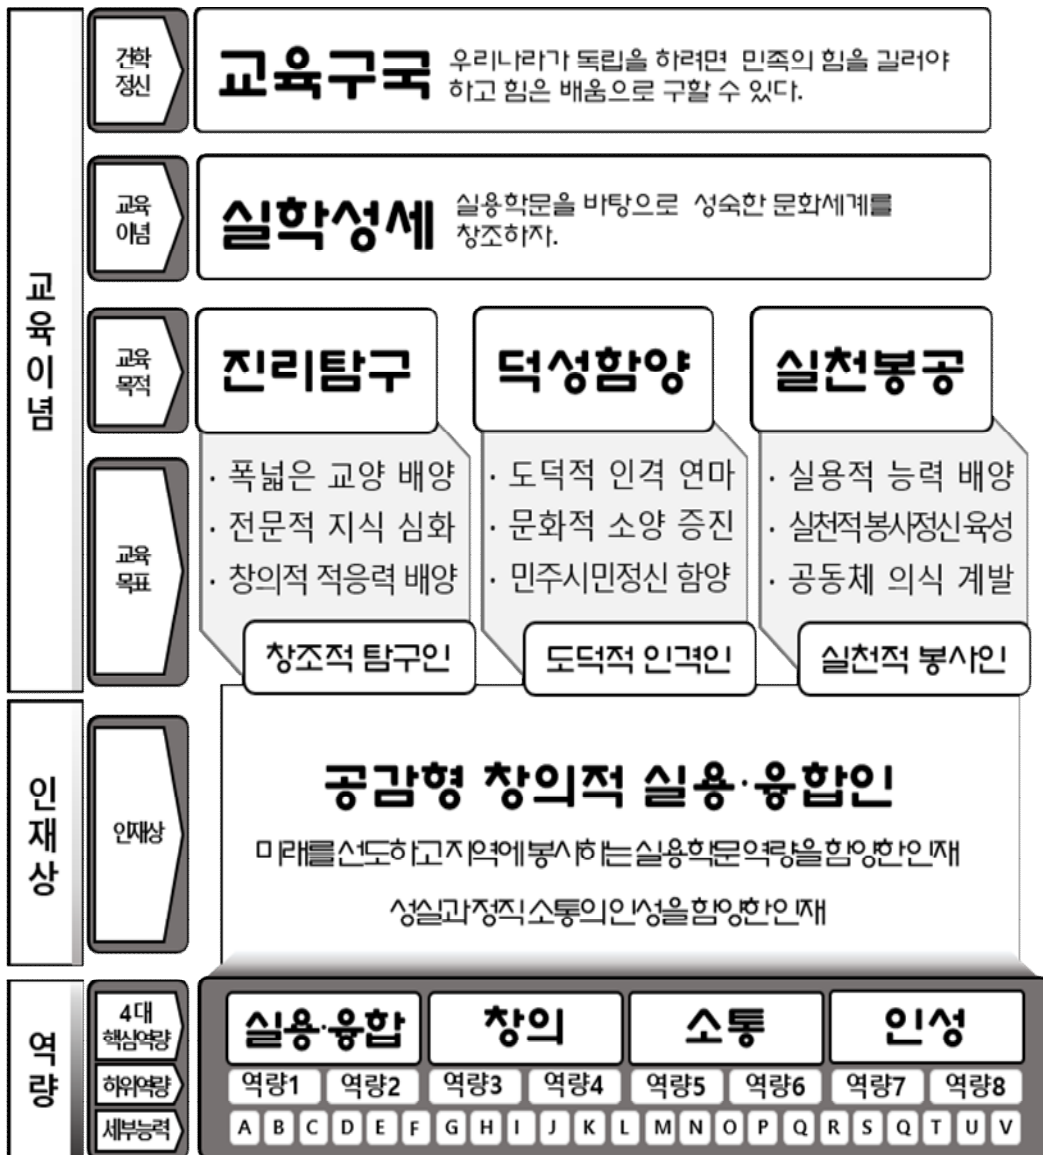 교육이념
건학
정신
교육구국
우리나라가 독립을 하려면 민족의 힘을 길러야
하고 힘은 배움으로 구할 수 있다.
교육
이념
실학성세
실용학문을 바탕으로 성숙한 문화세계를
창조하자.
교육
목적
진리탐구 덕성함양 실천봉공
교육
목표
· 폭넓은 교양 배양
· 전문적 지식 심화
· 창의적 적응력 배양
창조적 탐구인
· 도덕적 인격 연마
· 문화적 소양 증진
· 민주시민정신 함양
도덕적 인격인
· 실용적 능력 배양
· 실천적봉사정신육성
· 공동체 의식 계발
실천적 봉사인
인재상
인재상
공감형 창의적 실용·융합인
미래를선도하고지역에봉사하는실용학문역량을함양한인재
성실과정직소통의인성을함양한인재
역량
4대
핵심역량
실용·융합 창의 소통 인성
하위역량
역량1 역량2 역량3 역량4 역량5 역량6 역량7 역량8
세부능력
A B C D E F G H I J K L M N O P Q R S Q T U V